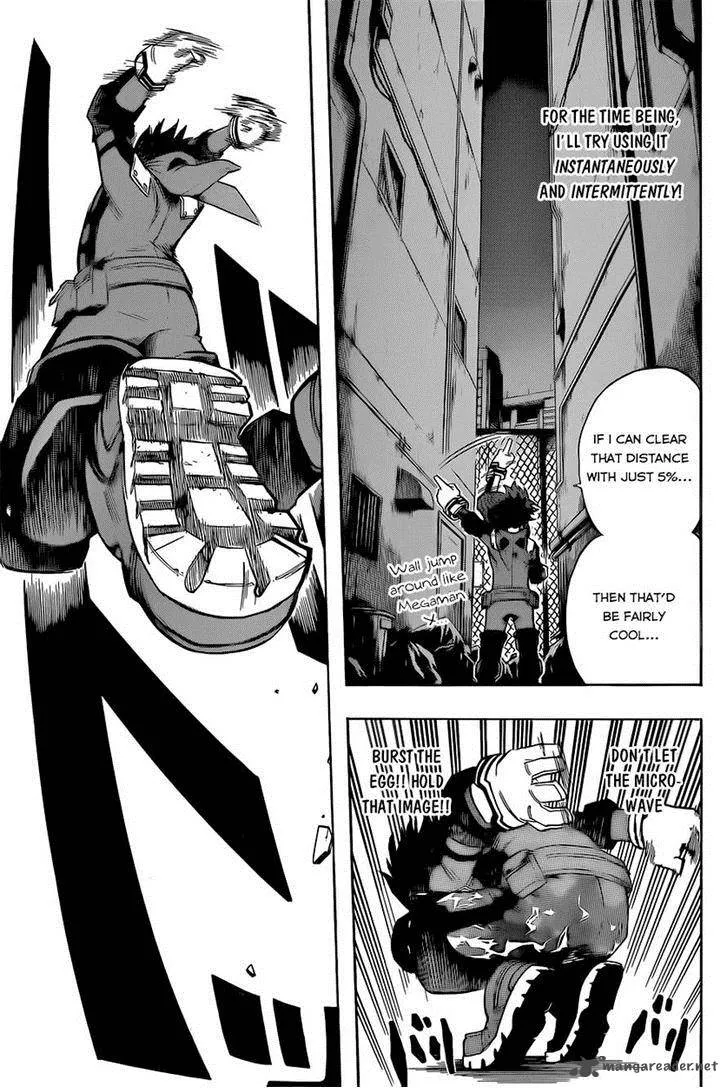 FOR THE TIME BEING,
I'LL TRY USING IT
INSTANTANEOUSLY
AND INTERMITTENTLY!
IF I CAN CLEAR
THAT DISTANCE
WITH JUST 5%...
THEN THAT'D
BE FAIRLY
COOL...
Wall jump
around like
Megaman
X...
DON'T LET
THE MICRO-
WAVE
BURST THE
EGG!! HOLD
THAT IMAGE!!
mangareader.net